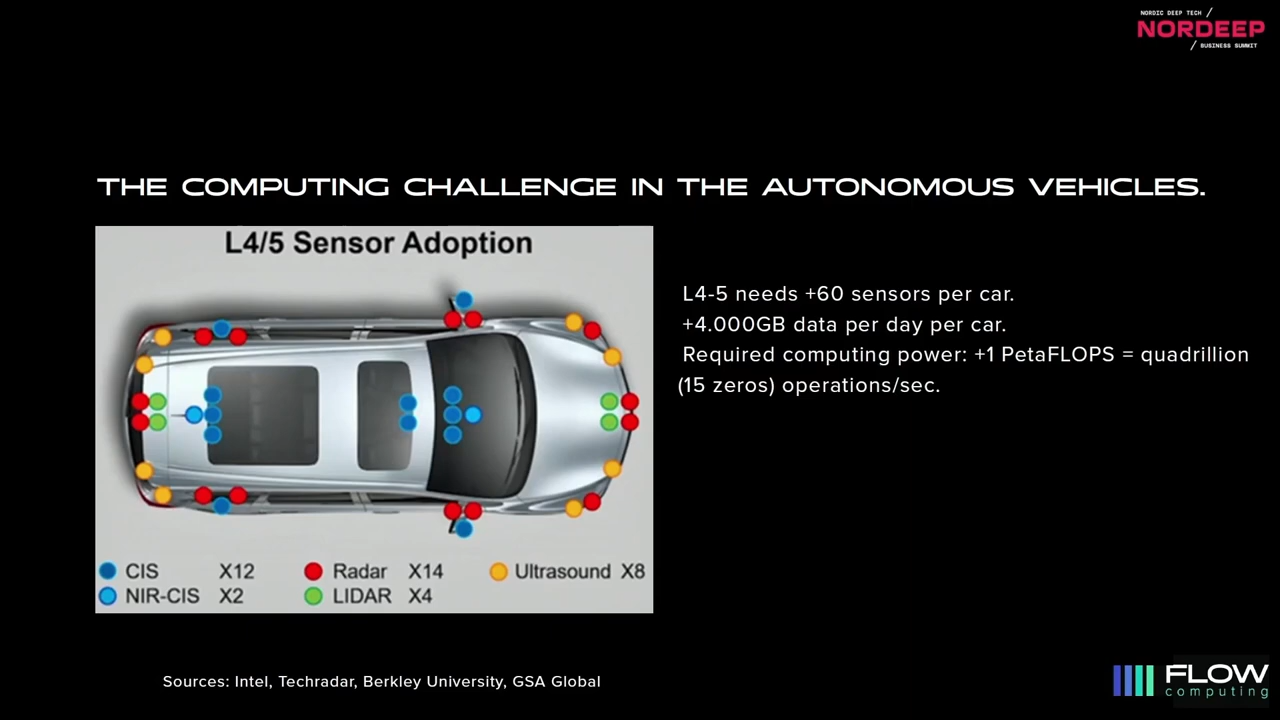 NORDIC DEEP TECH /
NORDEEP
/ BUSINESS SUMMIT
THE COMPUTING CHALLENGE IN THE AUTONOMOUS VEHICLES.
L4/5 Sensor Adoption
CIS X12 Radar X14 Ultrasound X8
NIR-CIS X2 LIDAR X4
L4-5 needs +60 sensors per car.
+4.000GB data per day per car.
Required computing power: +1 PetaFLOPS = quadrillion
(15 zeros) operations/sec.
Sources: Intel, Techradar, Berkley University, GSA Global
FLOW
computing